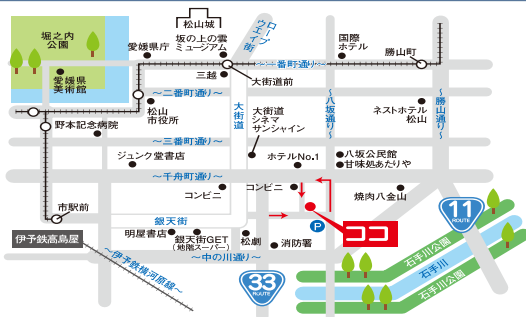 松山城
堀之内
公園
愛媛県庁
坂の上の雲
ミュージアム
ロープ
ウエイ街
国際
ホテル
勝山町
〜一番町通り〜
三越
大街道前
愛媛県
美術館
〜二番町通り〜
松山
市役所
大街道
大街道
シネマ
サンシャイン
〜八坂通り〜
ネストホテル
松山
〜勝山通り〜
野本記念病院
〜三番町通り〜
ジュンク堂書店
ホテルNo.1
八坂公民館
甘味処あたりや
〜千舟町通り〜
コンビニ
コンビニ
焼肉八金山
市駅前
銀天街
伊予鉄高島屋
明屋書店
銀天街GET
(地階スーパー)
松劇
消防署
P
ココ
〜中の川通り〜
〜伊予鉄横河原線〜
33
ROUTE
11
ROUTE
石手川公園
石手川
石手川公園